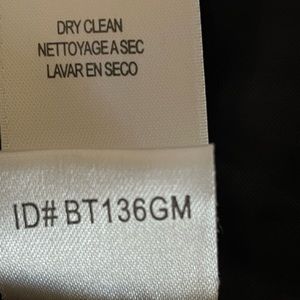 DRY CLEAN
NETTOYAGE A SEC
LAVAR EN SECO
ID# BT136GM